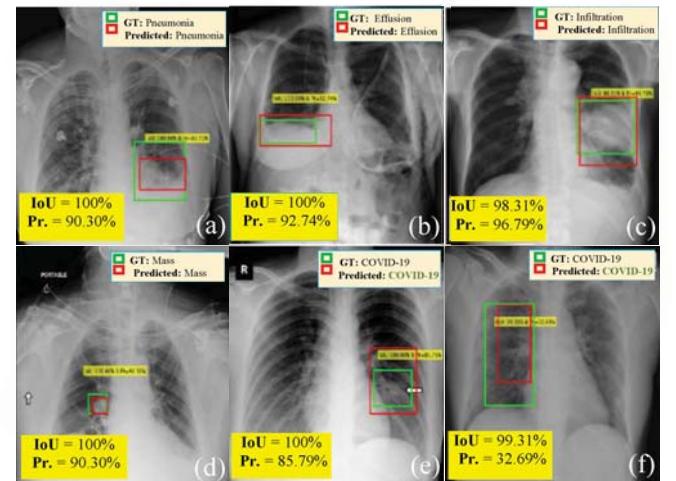 GT: Pneumonia
Predicted: Pneumonia
IoU = 100%
Pr. = 90.30%
(a)
GT: Effusion
Predicted: Effusion
IoU = 100%
Pr. = 92.74%
(b)
GT: Infiltration
Predicted: Infiltration
IoU = 98.31%
Pr. = 96.79%
(c)
PORTABLE
GT: Mass
Predicted: Mass
IoU = 100%
Pr. = 90.30%
(d)
R
GT: COVID-19
Predicted: COVID-19
IoU = 100%
Pr. = 85.79%
(e)
GT: COVID-19
Predicted: COVID-19
IoU = 99.31%
Pr. = 32.69%
(f)